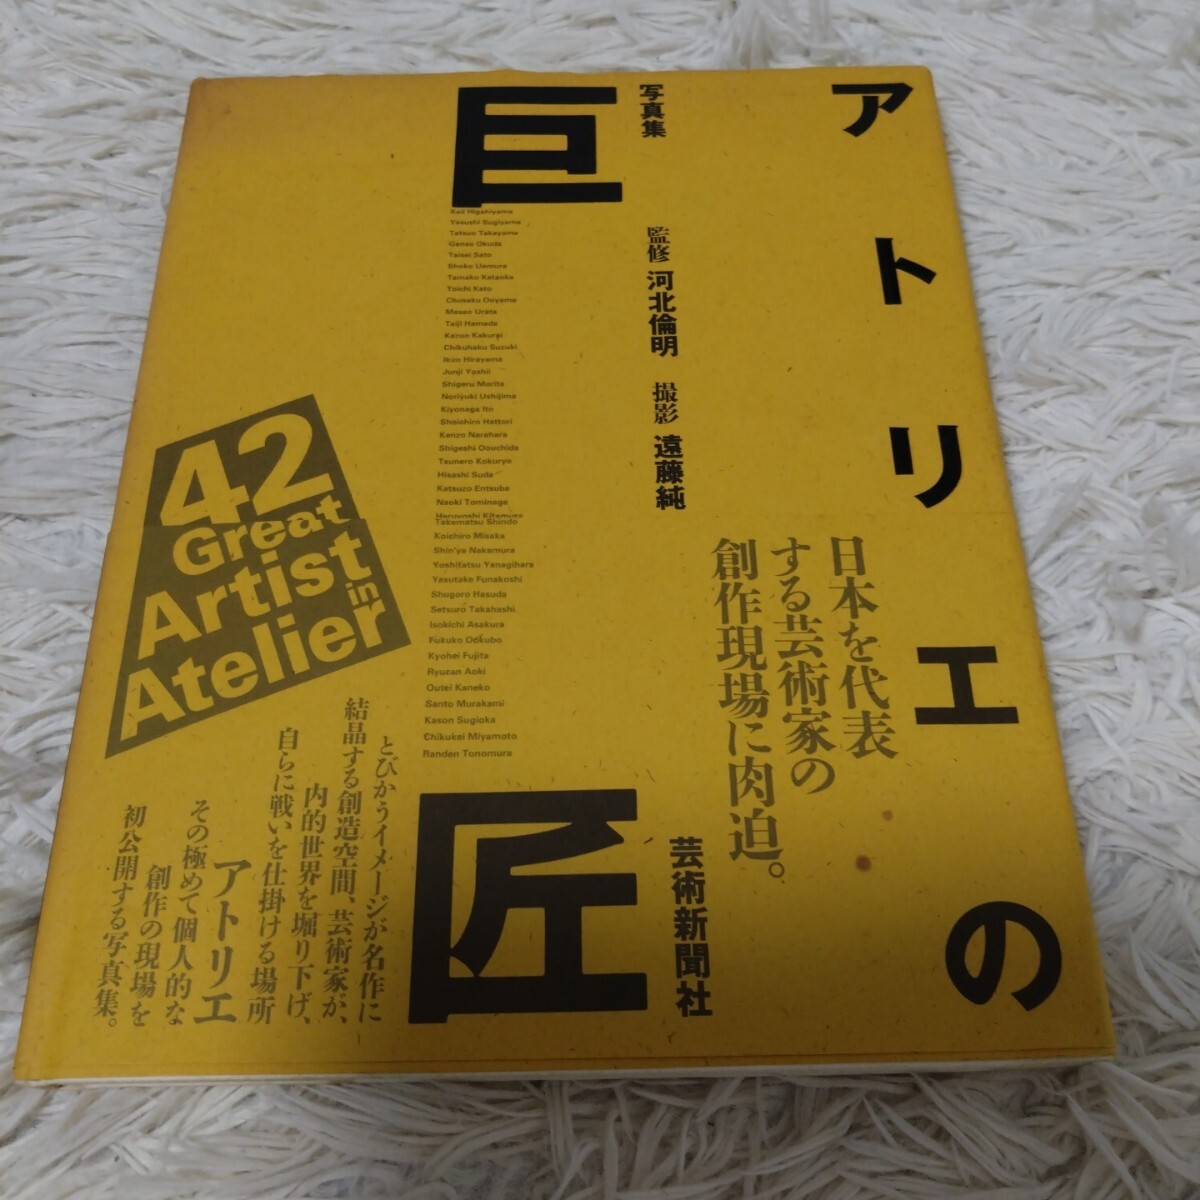 アトリエの
巨匠
写真集
監修 河北倫明 撮影 遠藤純
芸術新聞社
日本を代表
する芸術家の
創作現場に肉迫。
Kaii Higashiyama
Yasushi Sugiyama
Tatsuo Takayama
Genso Okuda
Taisei Sato
Shoko Uemura
Tamako Kataoka
Toichi Kato
Chusaku Ooyama
Masao Urata
Taiji Hamada
Kazuo Kakurai
Chikuhaku Suzuki
Ikuo Hirayama
Junji Yoshii
Shigeru Morita
Noriyuki Ushijima
Kiyonaga Ito
Shoichiro Hattori
Kenzo Narahara
Shigeshi Oouchida
Tsunero Kokuryo
Hisashi Suda
Katsuzo Entsuba
Naoki Tominaga
Haruyoshi Kitamura
Takematsu Shindo
Koichiro Misaka
Shin'ya Nakamura
Yoshitatsu Yanagihara
Yasutake Funakoshi
Shugoro Hasuda
Setsuro Takahashi
Isokichi Asakura
Fukuko Ookubo
Kyohei Fujita
Ryuzan Aoki
Outei Kaneko
Santo Murakami
Kason Sugioka
Chikukei Miyamoto
Randen Tonomura
42
Great
Artist
in
Atelier
とびかうイメージが名作に
結晶する創造空間、芸術家が、
内的世界を堀り下げ、
自らに戦いを仕掛ける場所
アトリエ
その極めて個人的な
創作の現場を
初公開する写真集。